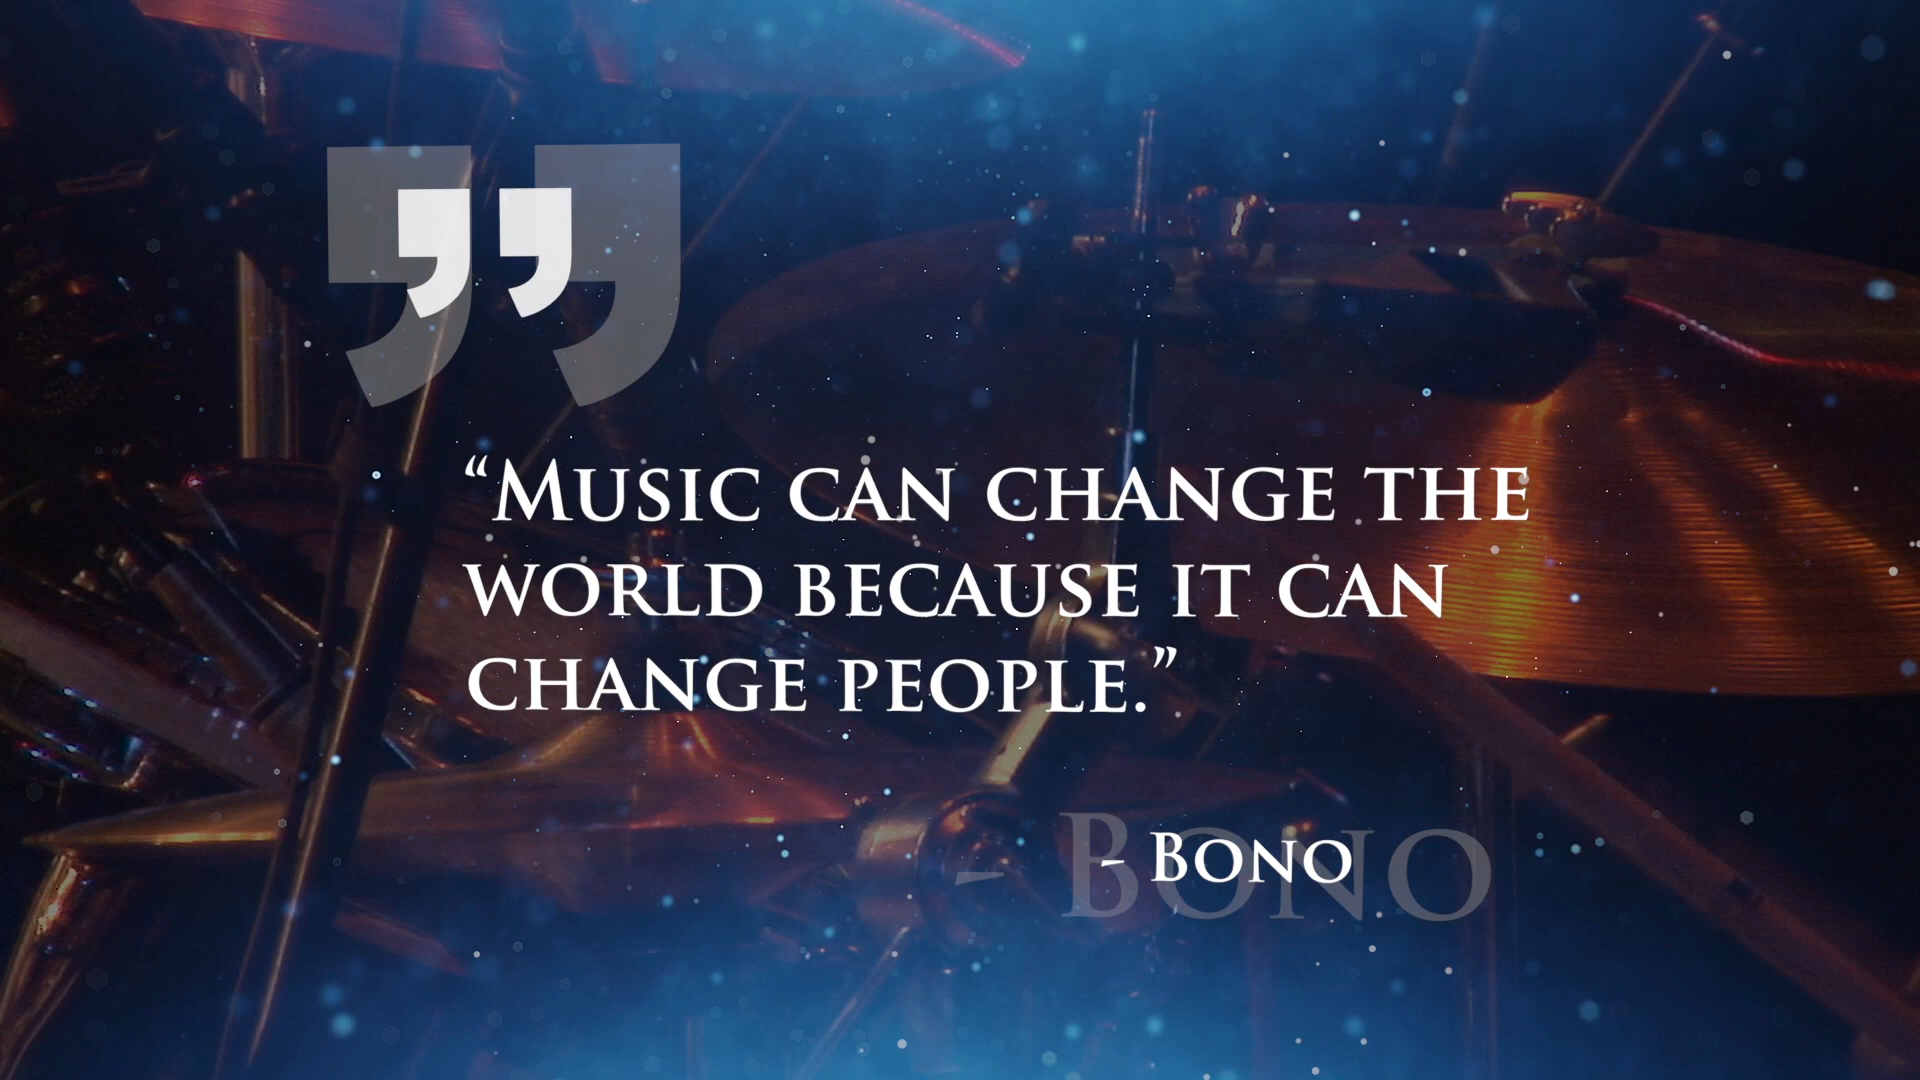 “Music can change the
world because it can
change people.”
- Bono